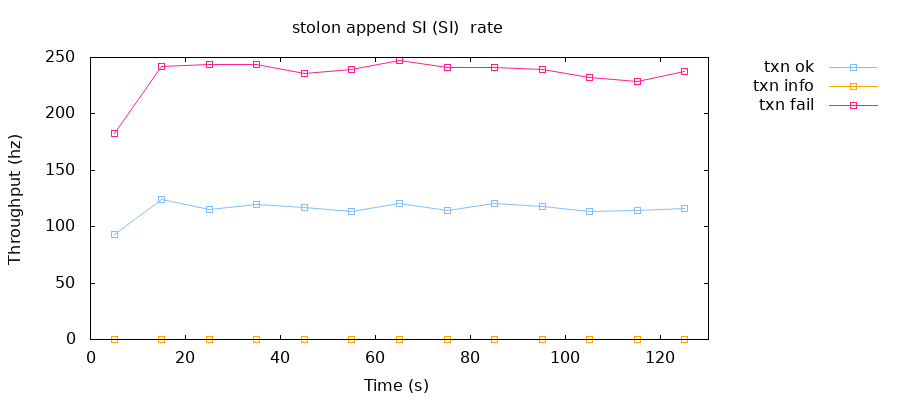 stolon append SI (SI)  rate
250
200
150
100
50
0
0 20 40 60 80 100 120
Throughput (hz)
Time (s)
txn ok
txn info
txn fail